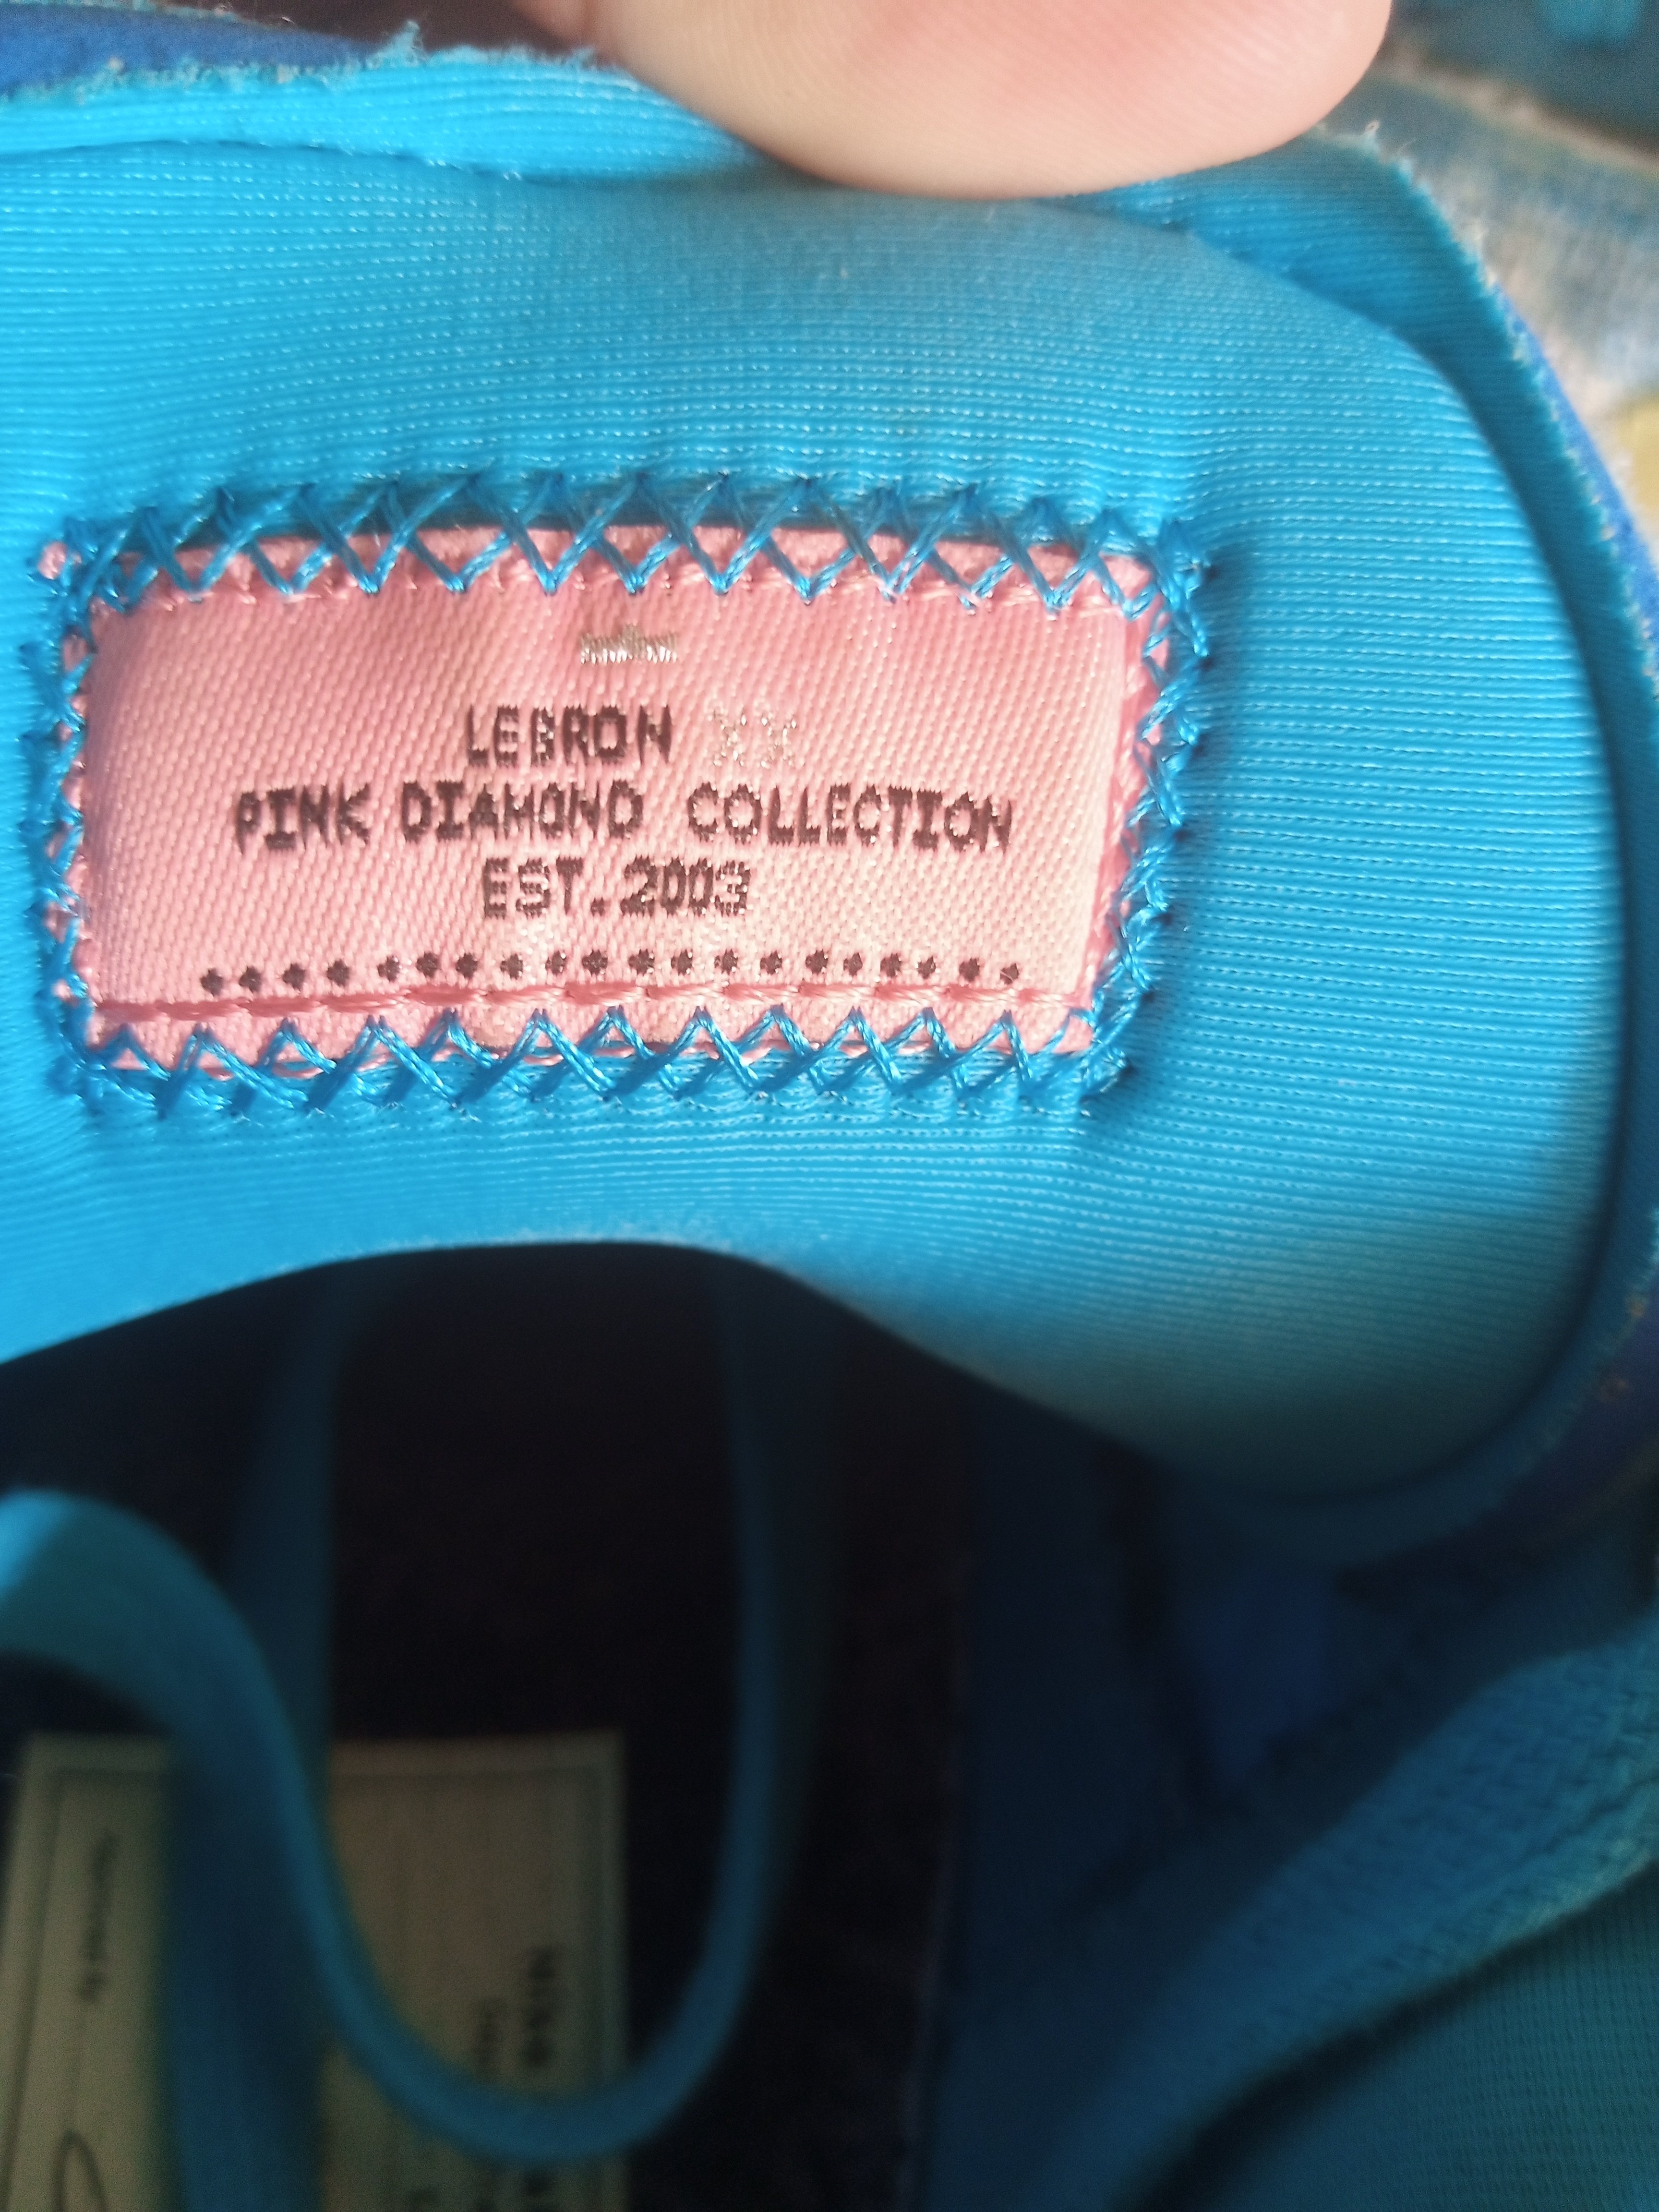 LEBRON XX
PINK DIAMOND COLLECTION
EST.2003